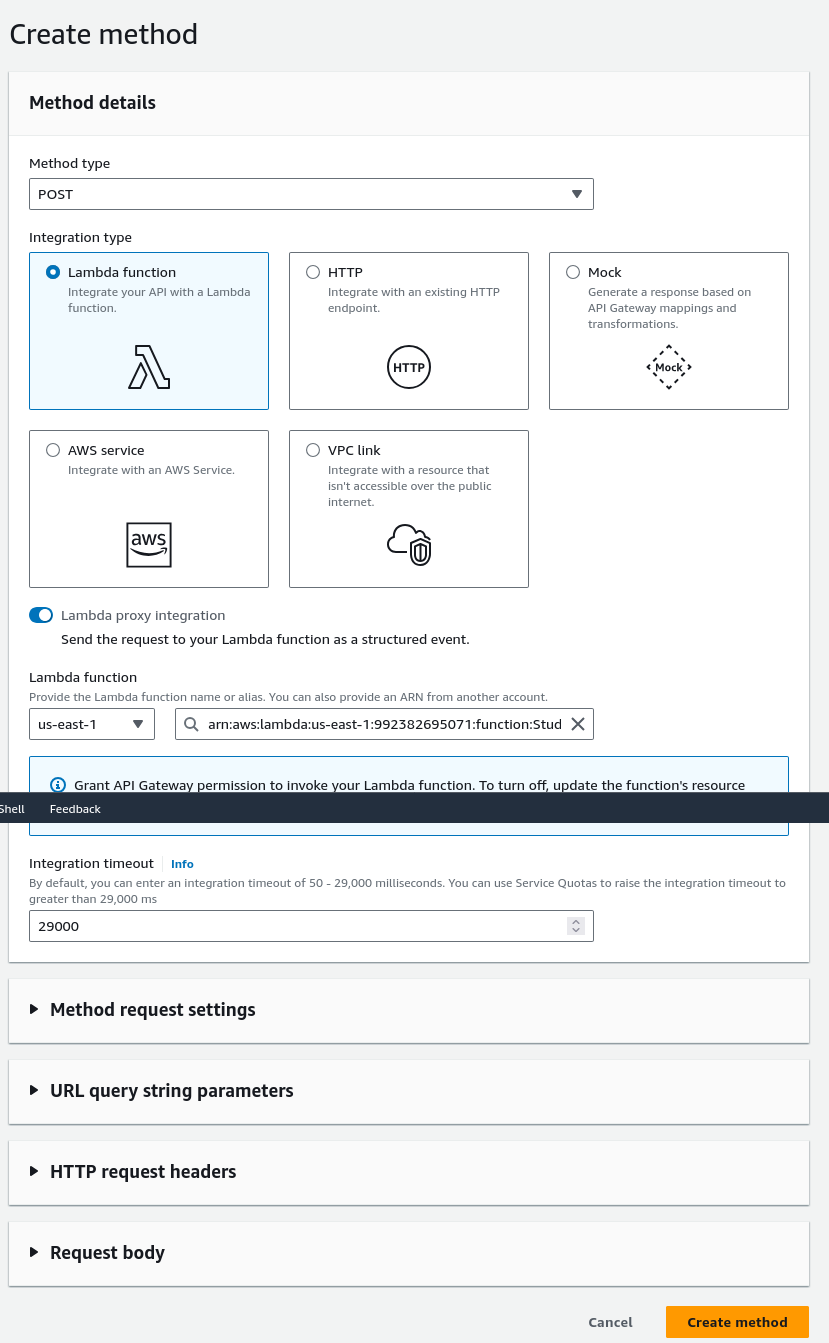 Create method
Method details
Method type
POST
Integration type
Lambda function
Integrate your API with a Lambda
function.
HTTP
Integrate with an existing HTTP
endpoint.
HTTP
Mock
Generate a response based on
API Gateway mappings and
transformations.
Mock
AWS service
Integrate with an AWS Service.
aws
VPC link
Integrate with a resource that
isn't accessible over the public
internet.
Lambda proxy integration
Send the request to your Lambda function as a structured event.
Lambda function
Provide the Lambda function name or alias. You can also provide an ARN from another account.
us-east-1
arn:aws:lambda:us-east-1:992382695071:function:Stud
Grant API Gateway permission to invoke your Lambda function. To turn off, update the function's resource
Shell Feedback
Integration timeout Info
By default, you can enter an integration timeout of 50 - 29,000 milliseconds. You can use Service Quotas to raise the integration timeout to
greater than 29,000 ms
29000
Method request settings
URL query string parameters
HTTP request headers
Request body
Cancel Create method